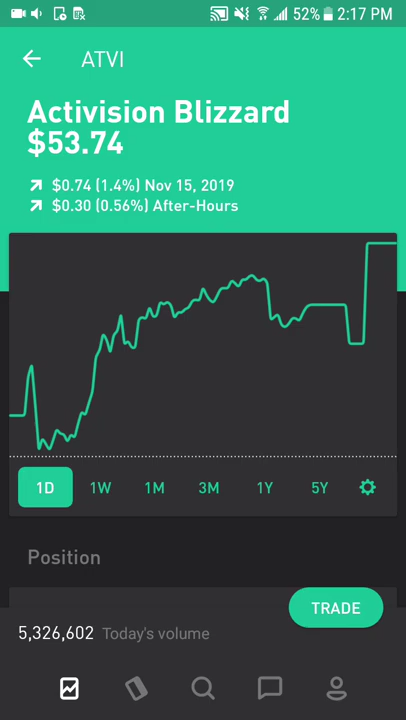 52% 2:17 PM
ATVI
Activision Blizzard
$53.74
$0.74 (1.4%) Nov 15, 2019
$0.30 (0.56%) After-Hours
1D 1W 1M 3M 1Y 5Y
Position
TRADE
5,326,602 Today's volume